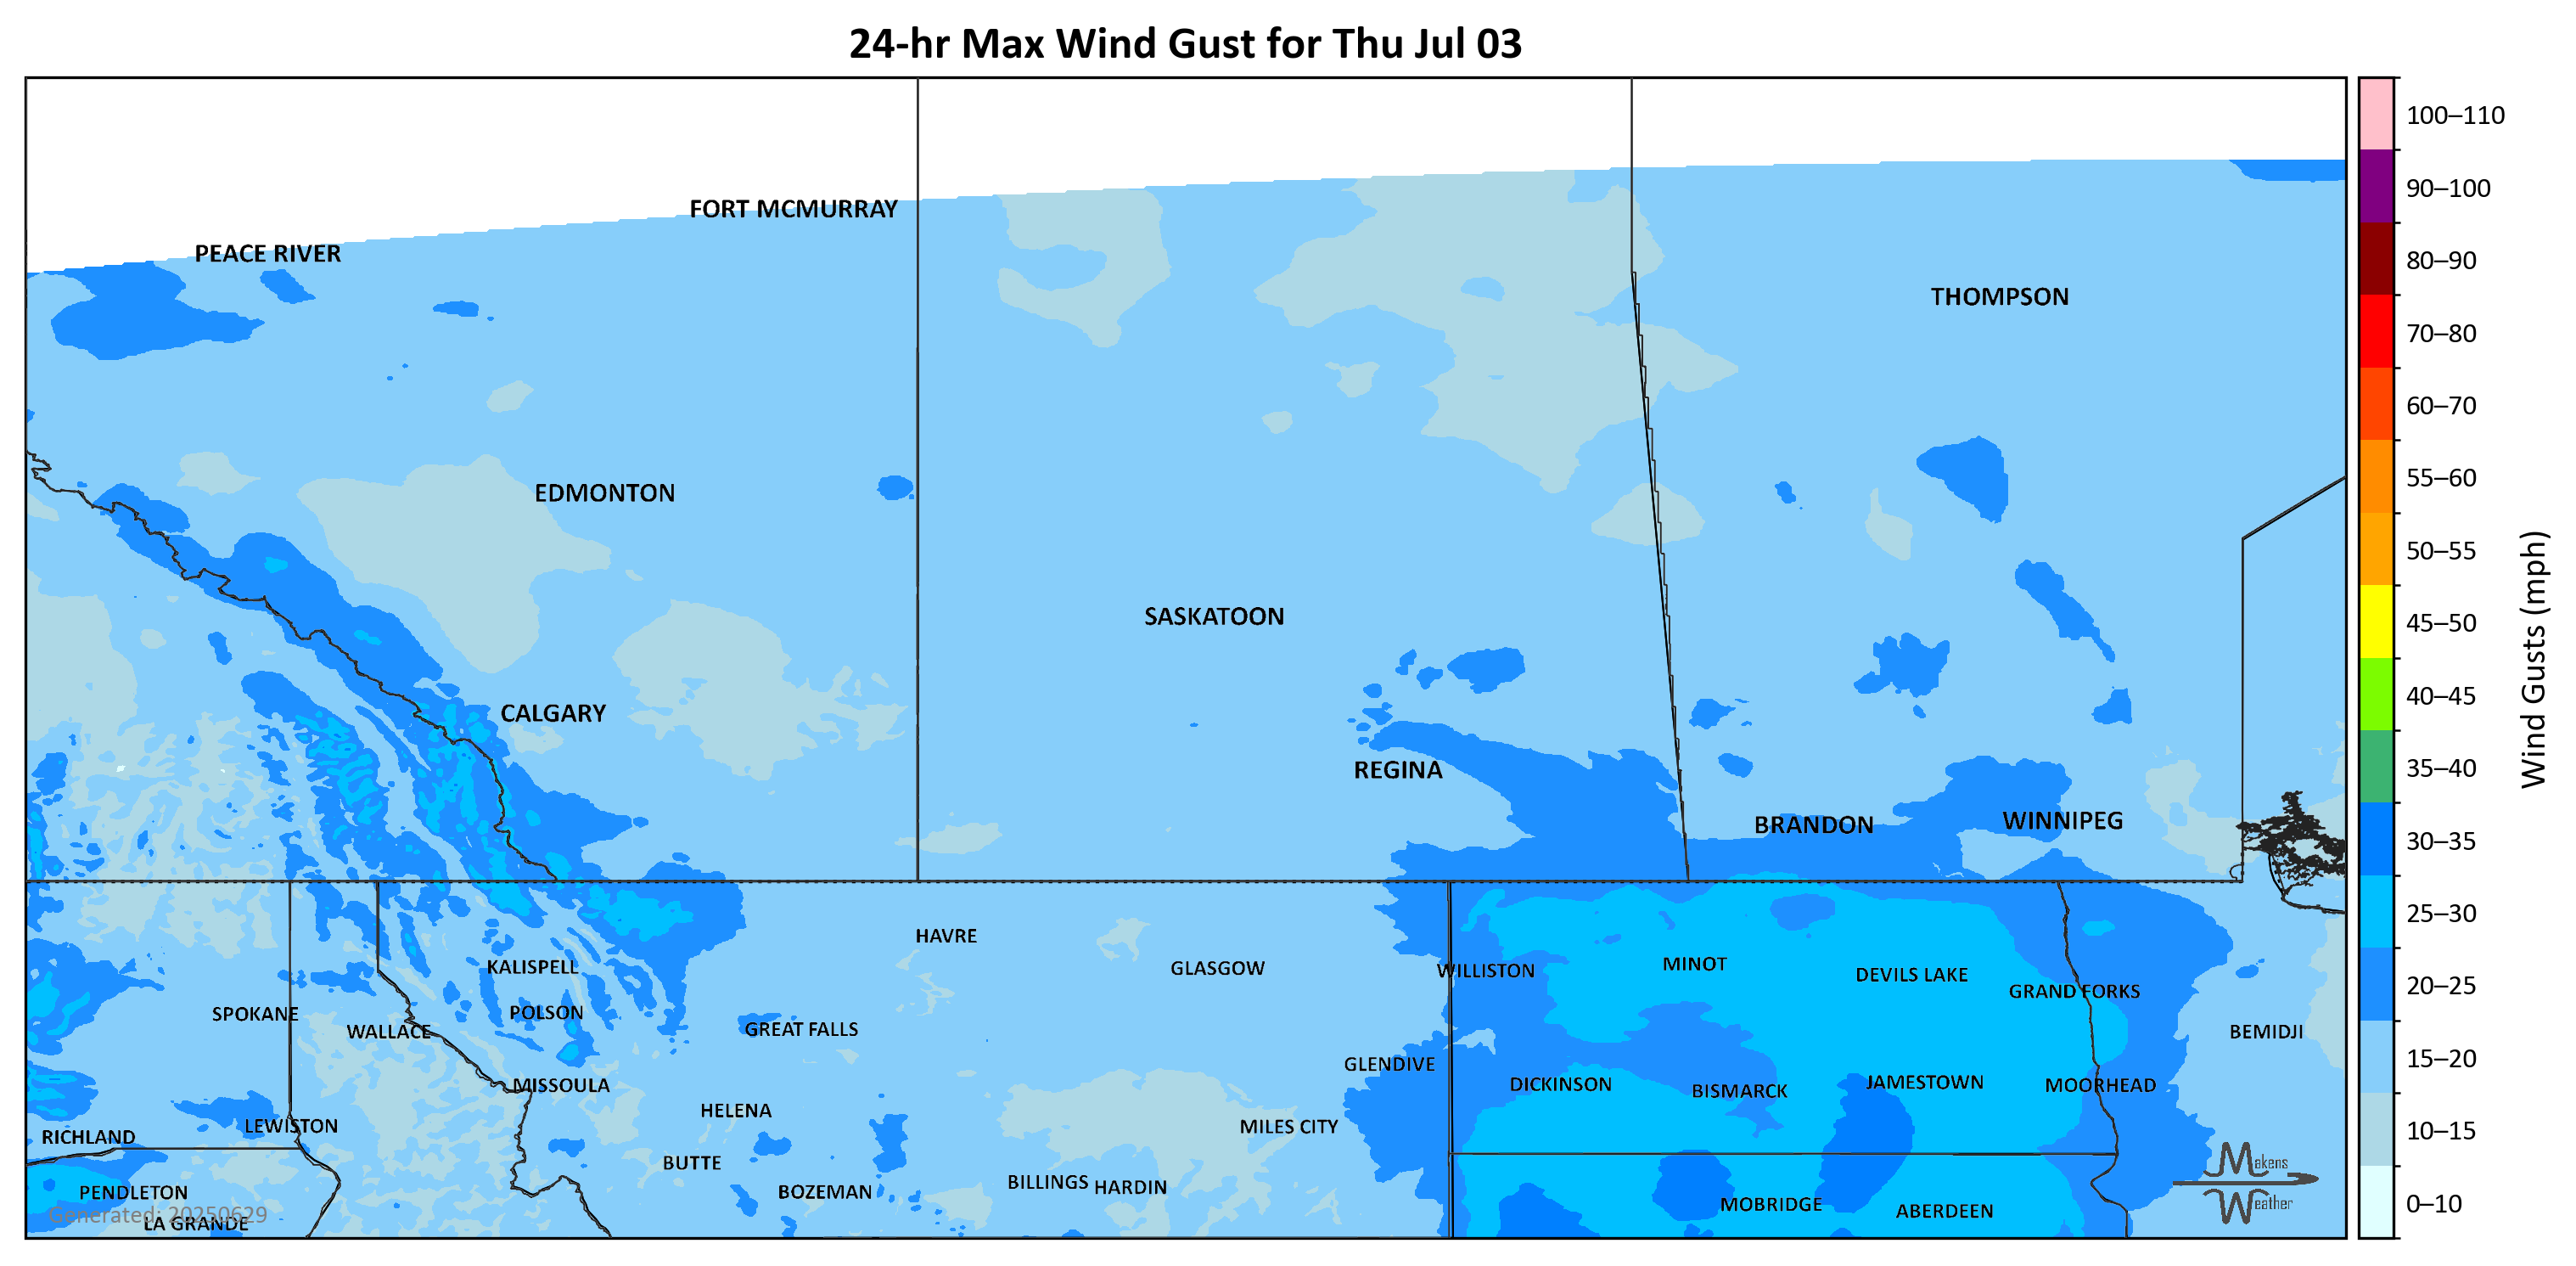 24-hr Max Wind Gust for Thu Jul 03
100–110
90–100
80–90
70–80
60–70
55–60
50–55
45–50
40–45
35–40
30–35
25–30
20–25
15–20
10–15
0–10
Wind Gusts (mph)
FORT MCMURRAY
PEACE RIVER
THOMPSON
EDMONTON
SASKATOON
CALGARY
REGINA
BRANDON
WINNIPEG
HAVRE
KALISPELL
GLASGOW
WILLISTON
MINOT
DEVILS LAKE
GRAND FORKS
SPOKANE
POLSON
WALLACE
GREAT FALLS
BEMIDJI
GLENDIVE
MISSOULA
DICKINSON
BISMARCK
JAMESTOWN
MOORHEAD
HELENA
LEWISTON
MILES CITY
RICHLAND
BUTTE
PENDLETON
BOZEMAN
BILLINGS
HARDIN
MOBRIDGE
ABERDEEN
Generated: 20250629
LA GRANDE
Makens
Weather